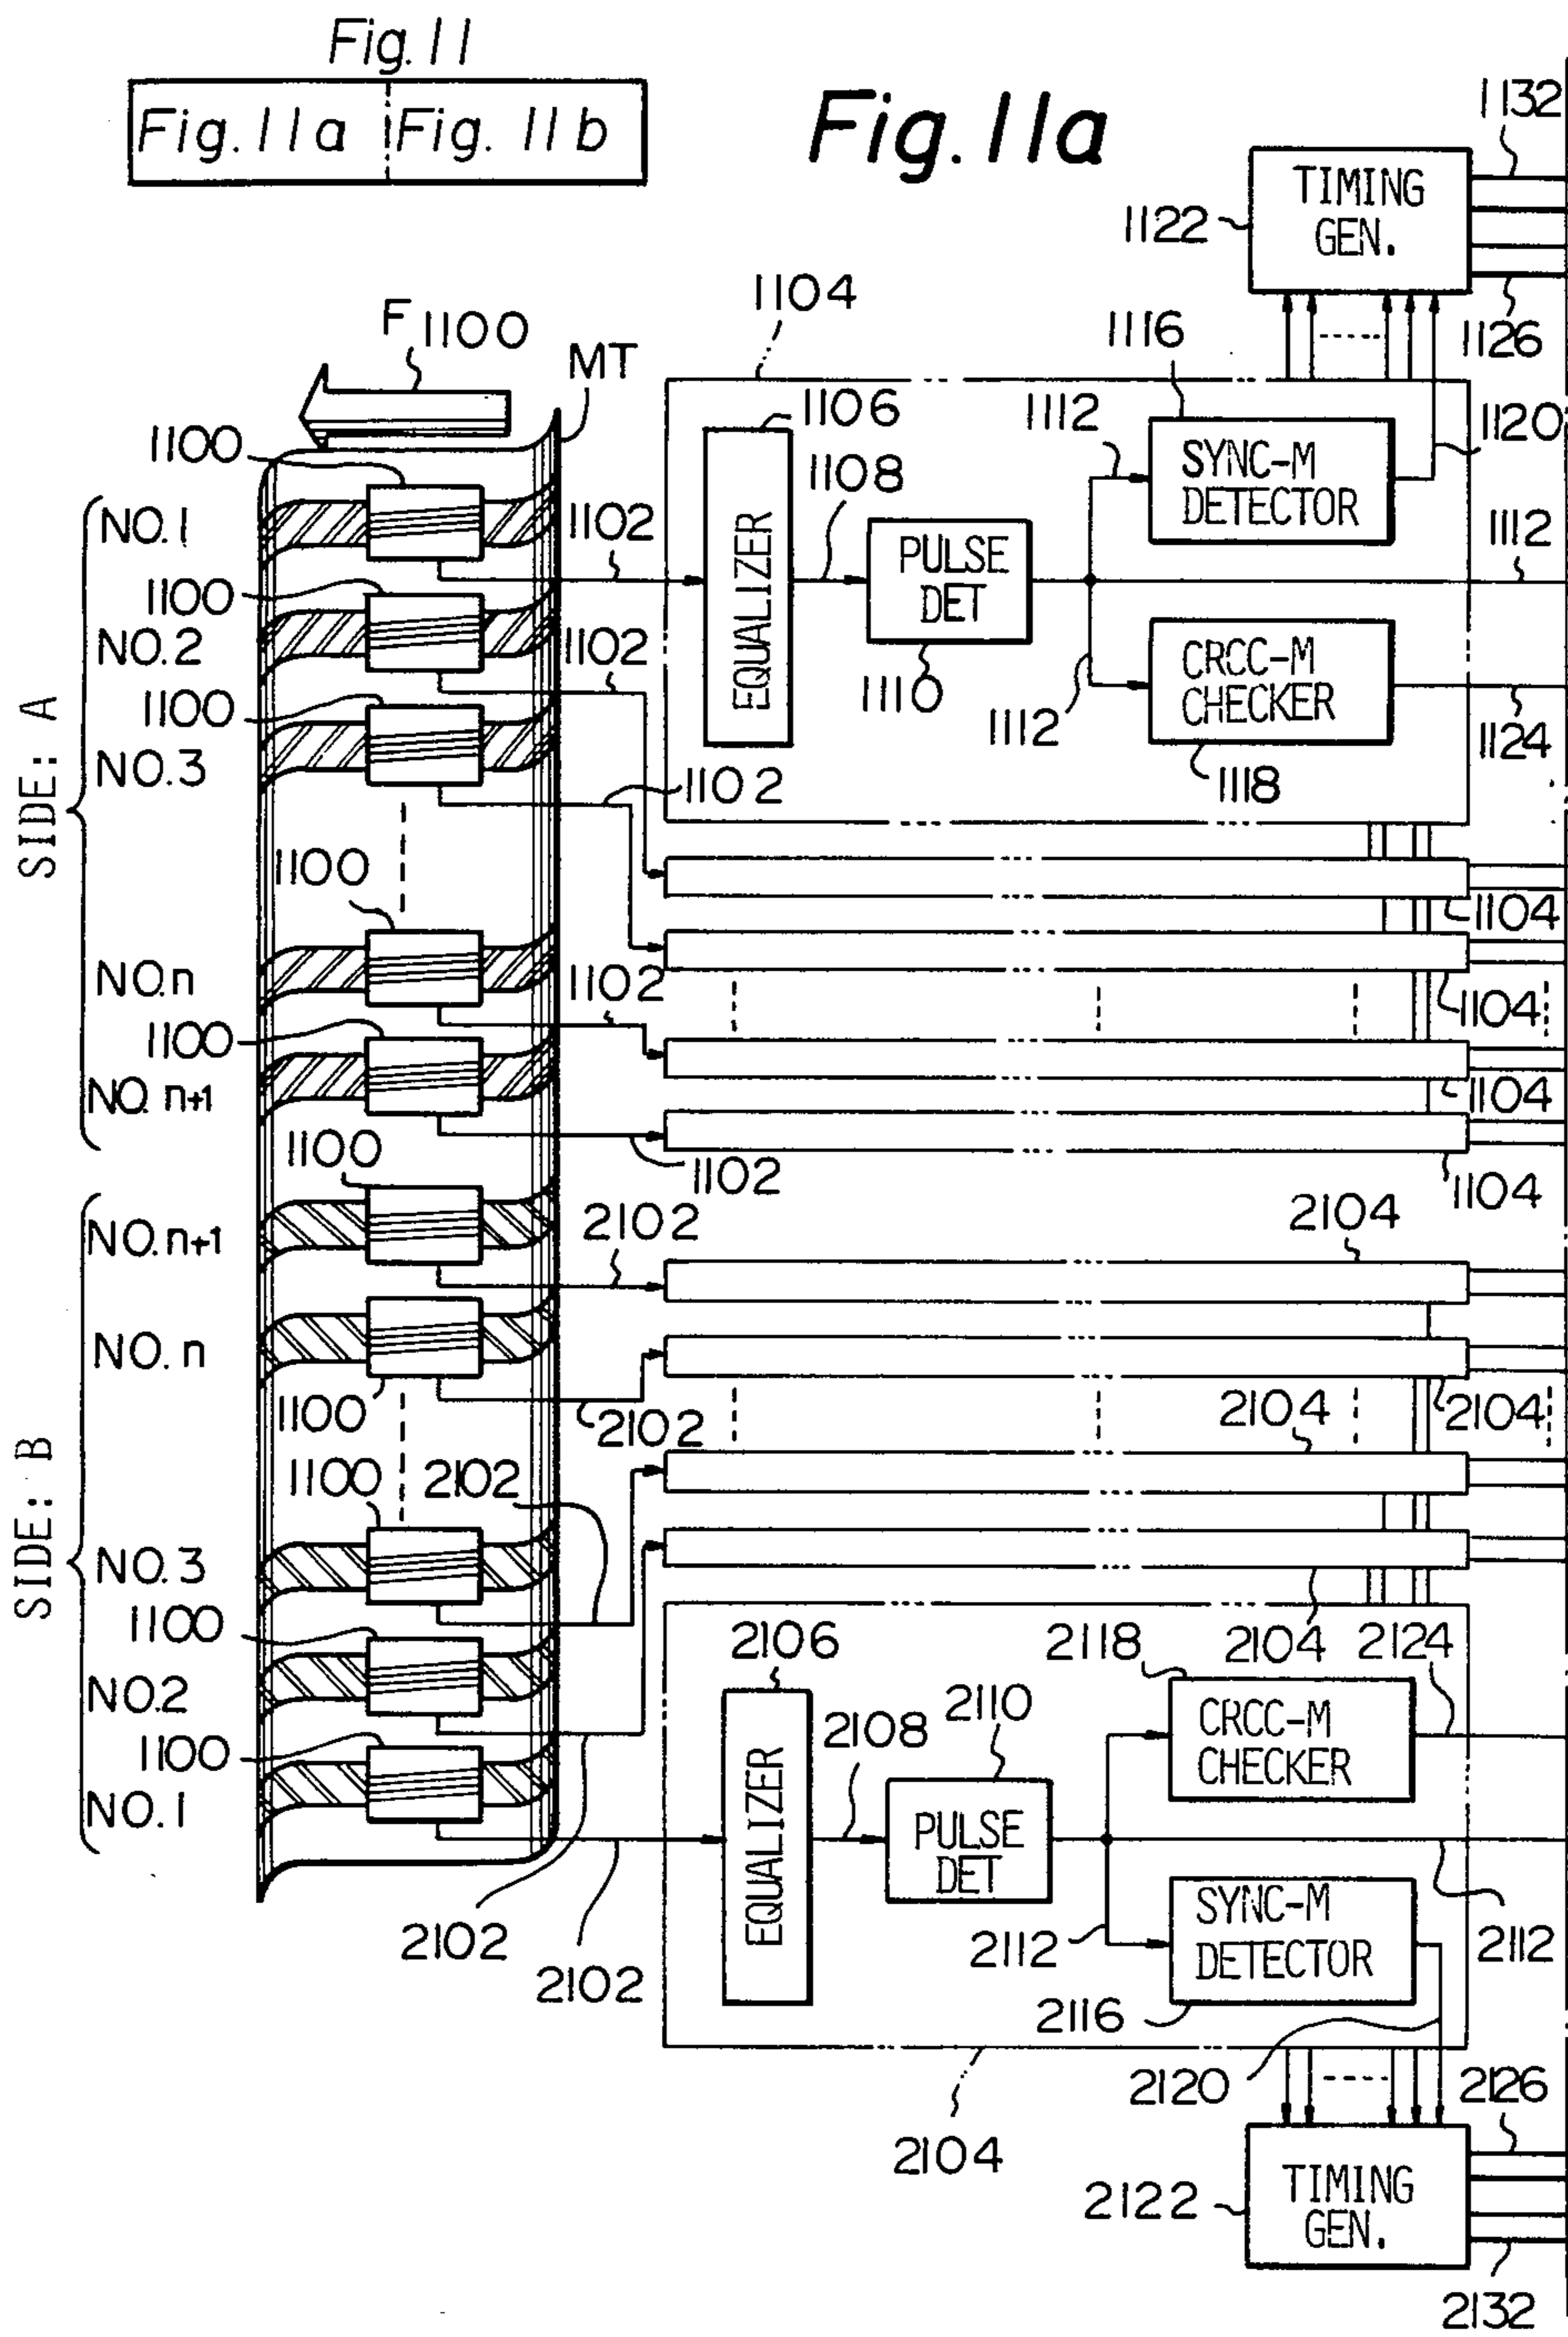 Fig. 11
Fig. 11a Fig. 11b
Fig. 11a
1132
TIMING
GEN.
1122
1126
1104
F1100
MT
1116
1106
1112
1120
1100
1108
SYNC-M
DETECTOR
NO.1
1102
EQUALIZER
PULSE
DET
1112
1100
NO.2
1102
CRCC-M
CHECKER
1110
1112
1124
1100
NO.3
1102
1118
SIDE: A
1100
1104
NO.n
1102
1104
1100
NO.n+1
1104
1102
1104
1100
NO.n+1
2102
2104
NO.n
1100
2102
2104
2104
SIDE: B
1100
2102
NO.3
1100
2106
2118
2104
2124
NO.2
2110
CRCC-M
CHECKER
1100
2108
NO.1
EQUALIZER
PULSE
DET
SYNC-M
DETECTOR
2102
2102
2112
2112
2116
2120
2126
2104
2122
TIMING
GEN.
2132